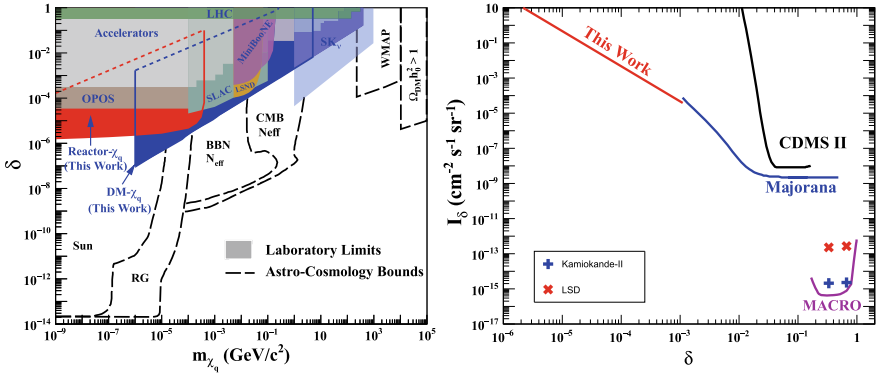 LHC
Accelerators
MiniBooNE
SKν
WMAP
Ω_DM h₀² > 1
OPOS
SLAC
LSND
Reactor-χq
(This Work)
BBN
Neff
CMB
Neff
DM-χq
(This Work)
Sun
RG
Laboratory Limits
Astro-Cosmology Bounds
1
10⁻²
10⁻⁴
10⁻⁶
10⁻⁸
10⁻¹⁰
10⁻¹²
10⁻¹⁴
δ
10⁻⁹ 10⁻⁷ 10⁻⁵ 10⁻³ 10⁻¹ 10 10³ 10⁵
m_χq (GeV/c²)
10
10⁻¹
10⁻³
10⁻⁵
10⁻⁷
10⁻⁹
10⁻¹¹
10⁻¹³
10⁻¹⁵
10⁻¹⁷
I_δ (cm⁻² s⁻¹ sr⁻¹)
This Work
CDMS II
Majorana
Kamiokande-II
LSD
MACRO
10⁻⁶ 10⁻⁵ 10⁻⁴ 10⁻³ 10⁻² 10⁻¹ 1
δ